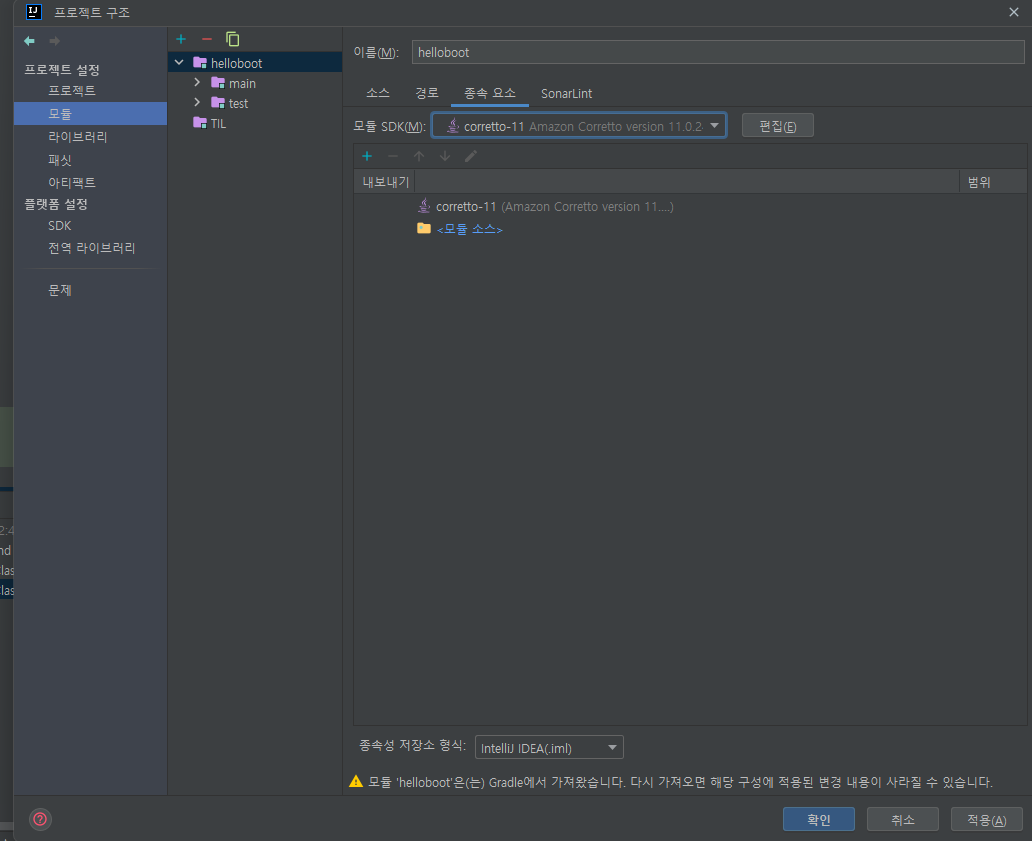 프로젝트 구조
프로젝트 설정
프로젝트
모듈
라이브러리
패싯
아티팩트
플랫폼 설정
SDK
전역 라이브러리
문제
helloboot
main
test
TIL
이름(M): helloboot
소스 경로 종속 요소 SonarLint
모듈 SDK(M): corretto-11 Amazon Corretto version 11.0.2 편집(E)
내보내기 범위
corretto-11 (Amazon Corretto version 11....)
<모듈 소스>
종속성 저장소 형식: IntelliJ IDEA(.iml)
모듈 'helloboot'은(는) Gradle에서 가져왔습니다. 다시 가져오면 해당 구성에 적용된 변경 내용이 사라질 수 있습니다.
확인 취소 적용(A)
2:4
nd
las
las